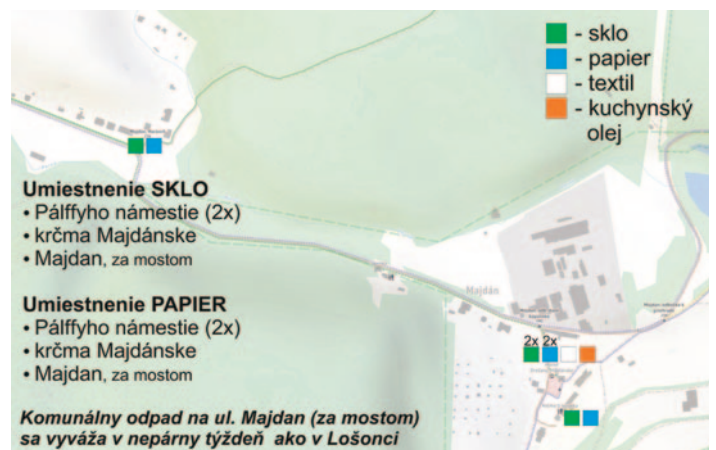 - sklo
- papier
- textil
- kuchynský
olej
Umiestnenie SKLO
• Pálffyho námestie (2x)
• krčma Majdánske
• Majdan, za mostom
Umiestnenie PAPIER
• Pálffyho námestie (2x)
• krčma Majdánske
• Majdan, za mostom
Majdán
2x 2x
Komunálny odpad na ul. Majdan (za mostom)
sa vyváža v nepárny týždeň ako v Lošonci